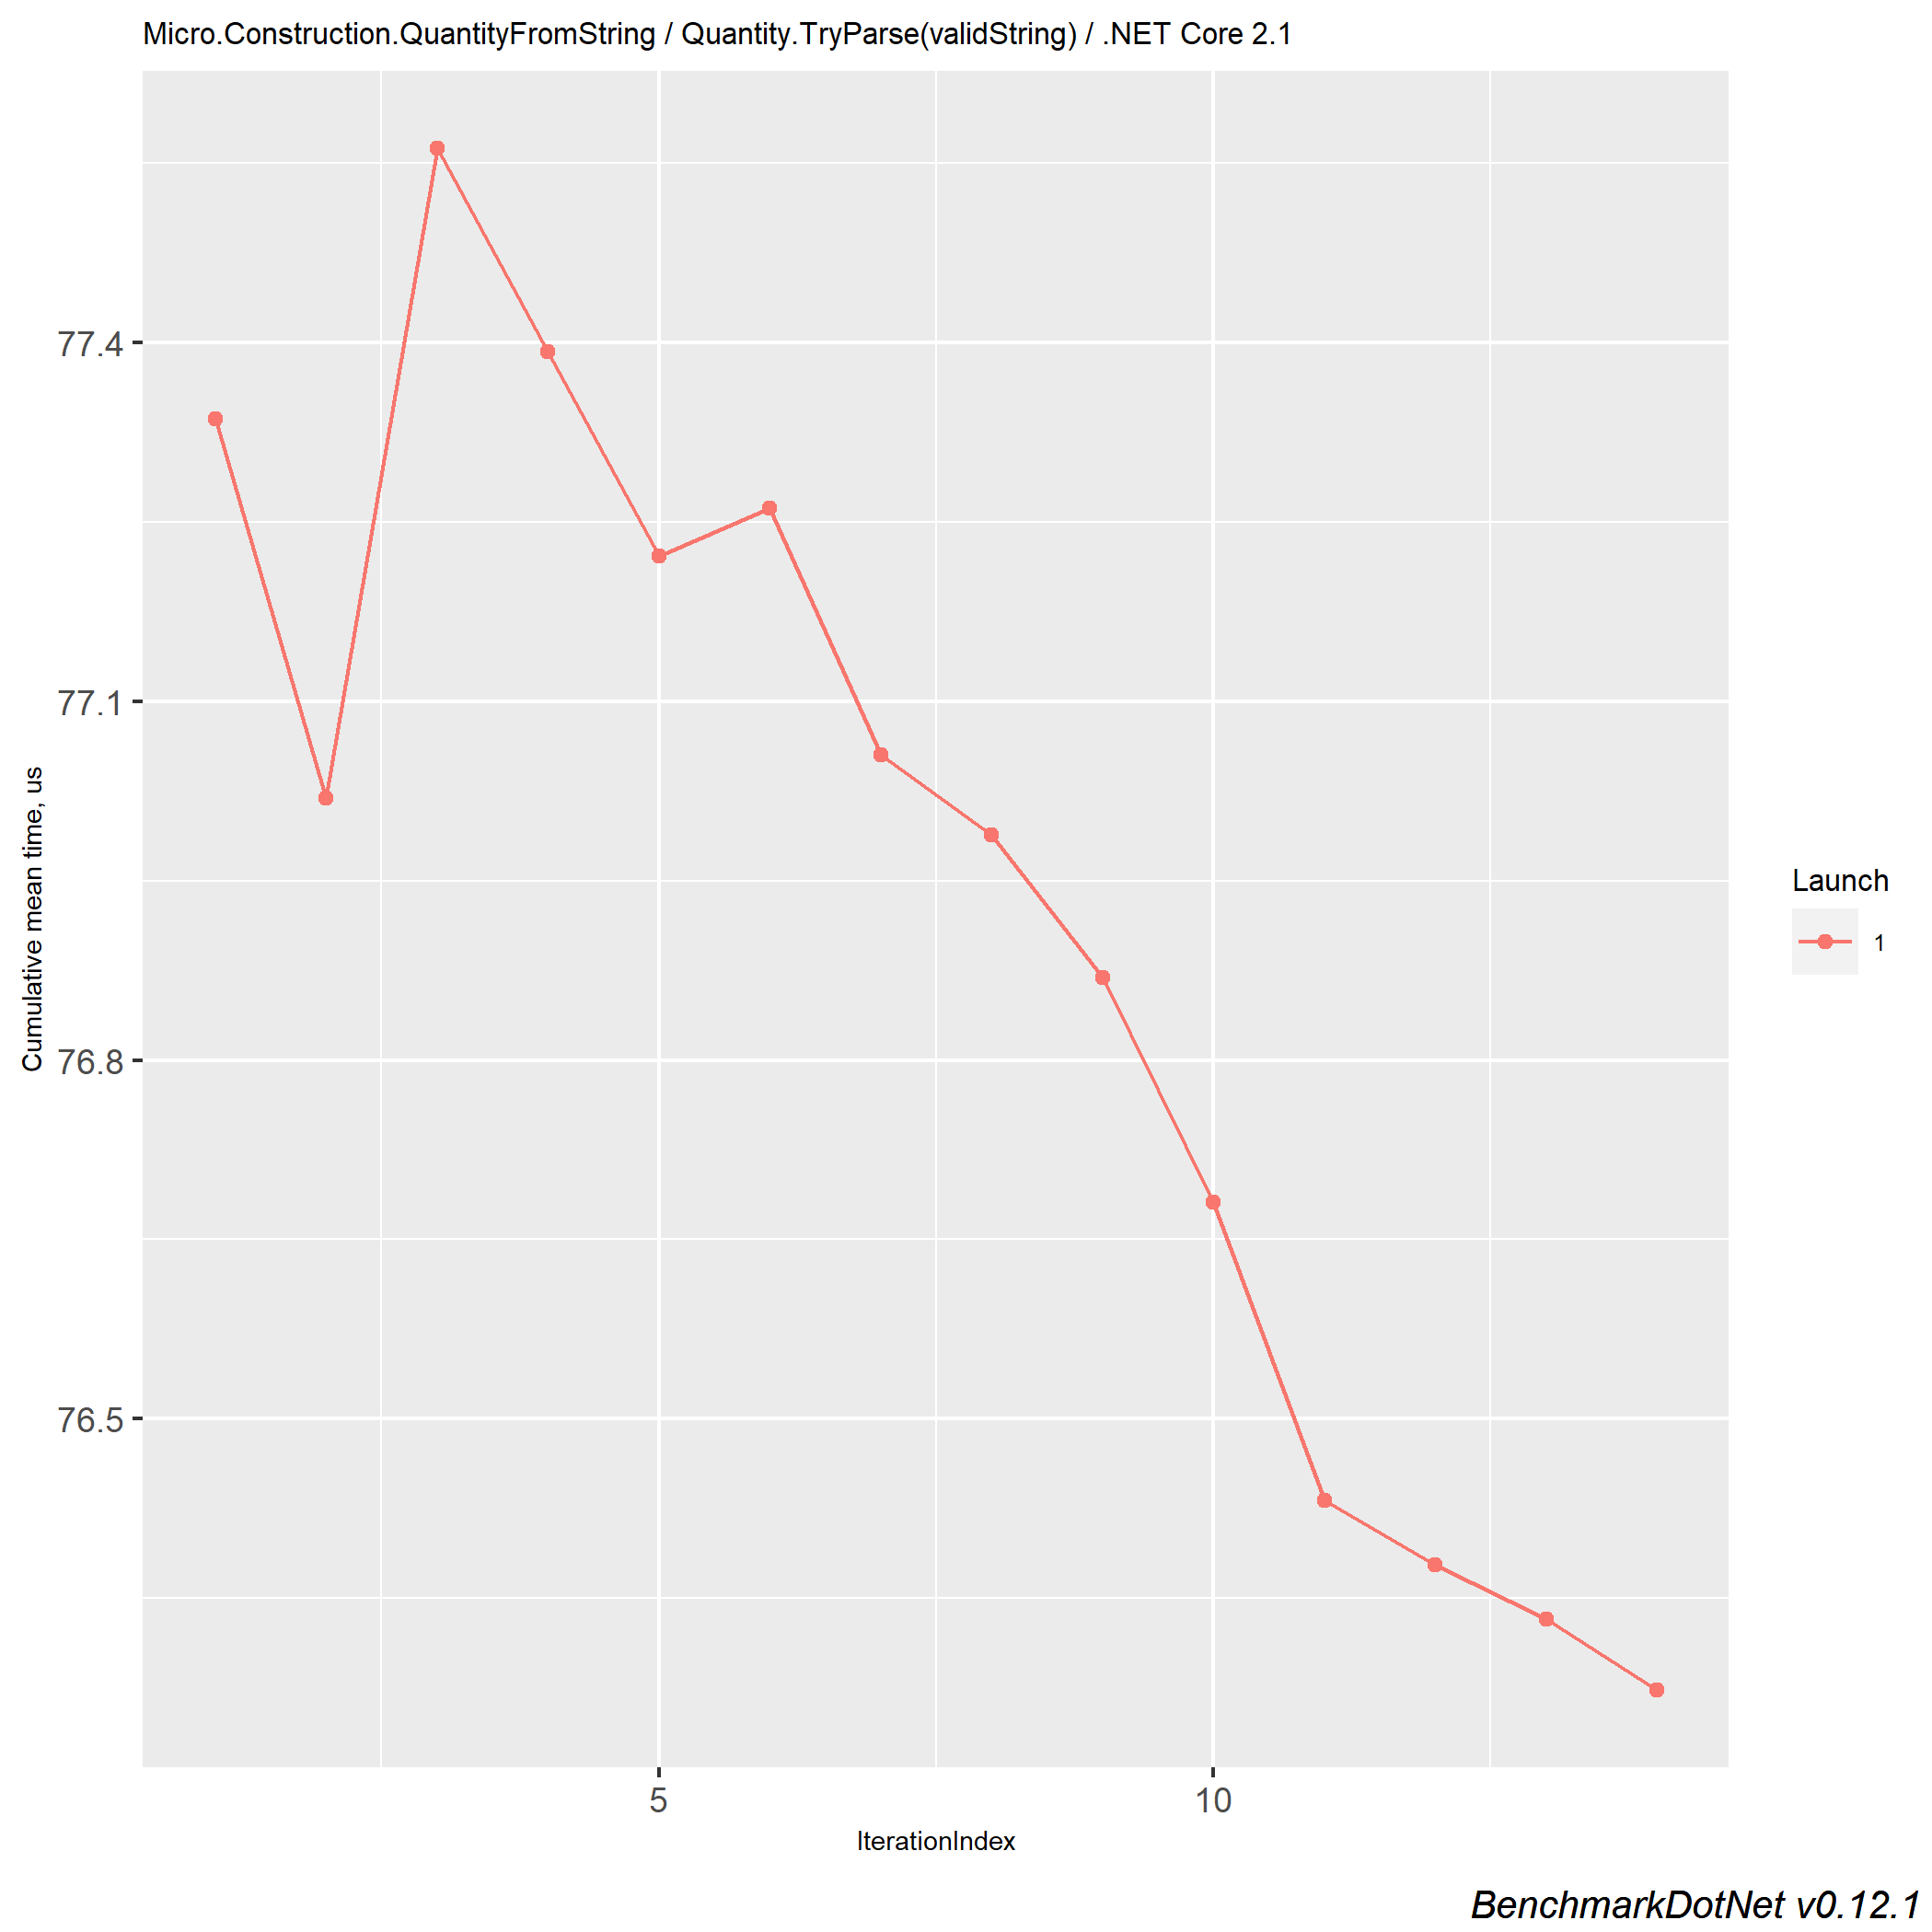 Micro.Construction.QuantityFromString / Quantity.TryParse(validString) / .NET Core 2.1
77.4
77.1
76.8
76.5
Cumulative mean time, us
5
10
IterationIndex
Launch
1
BenchmarkDotNet v0.12.1